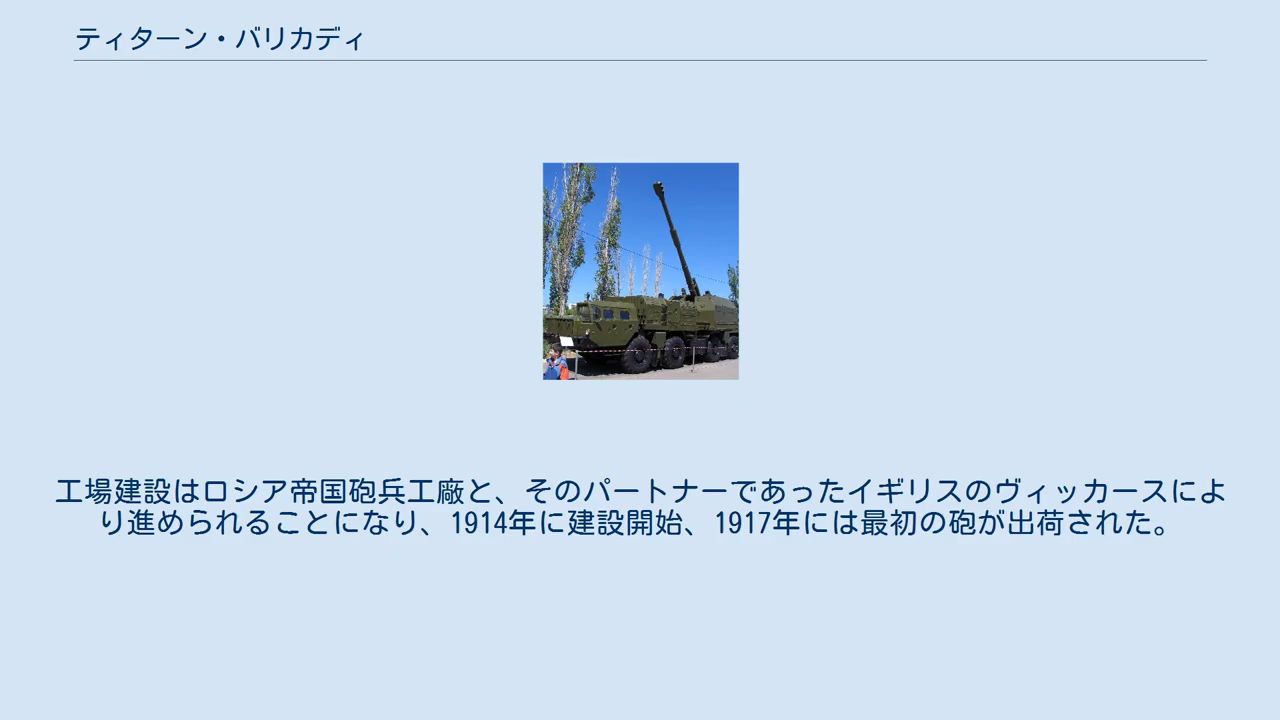 ティターン・バリカディ
工場建設はロシア帝国砲兵工廠と、そのパートナーであったイギリスのヴィッカースによ
り進められることになり、1914年に建設開始、1917年には最初の砲が出荷された。